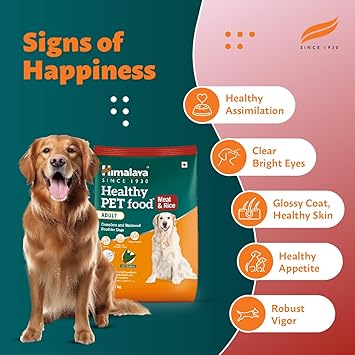 Signs of
Happiness
SINCE 1930
Himalaya
SINCE 1930
Healthy
PET food
ADULT
Meat
& Rice
Complete and Balanced
Food for Dogs
Healthy
Assimilation
Clear
Bright Eyes
Glossy Coat,
Healthy Skin
Healthy
Appetite
Robust
Vigor